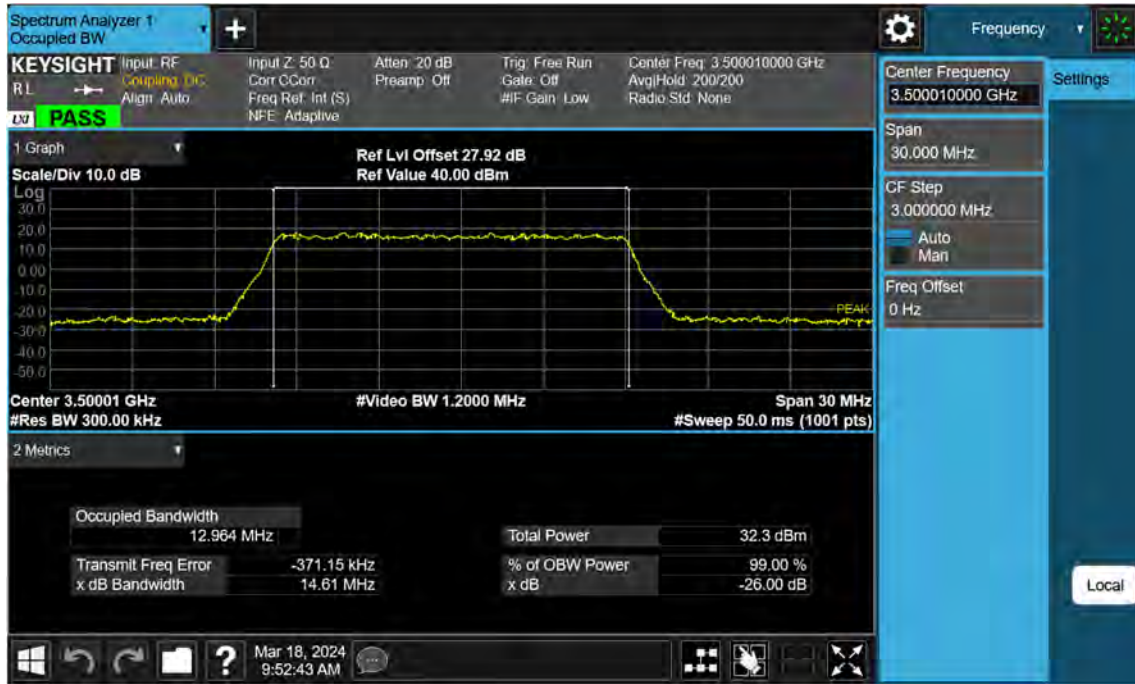 Spectrum Analyzer 1
Occupied BW
+
Frequency
KEYSIGHT Input: RF Input Z: 50 Ω Atten: 20 dB Trig: Free Run Center Freq: 3.500010000 GHz
RL Coupling: DC Corr CCorr Preamp: Off Gate: Off Avg|Hold: 200/200
Align: Auto Freq Ref: Int (S) #IF Gain: Low Radio Std: None
LXI PASS NFE: Adaptive
Center Frequency
3.500010000 GHz
Settings
Span
30.000 MHz
CF Step
3.000000 MHz
Auto
Man
Freq Offset
0 Hz
1 Graph
Ref Lvl Offset 27.92 dB
Scale/Div 10.0 dB Ref Value 40.00 dBm
Log
30.0
20.0
10.0
0.00
-10.0
-20.0
PEAK
-30.0
-40.0
-50.0
Center 3.50001 GHz #Video BW 1.2000 MHz Span 30 MHz
#Res BW 300.00 kHz #Sweep 50.0 ms (1001 pts)
2 Metrics
Occupied Bandwidth
12.964 MHz Total Power 32.3 dBm
Transmit Freq Error -371.15 kHz % of OBW Power 99.00 %
x dB Bandwidth 14.61 MHz x dB -26.00 dB
Local
? Mar 18, 2024
9:52:43 AM